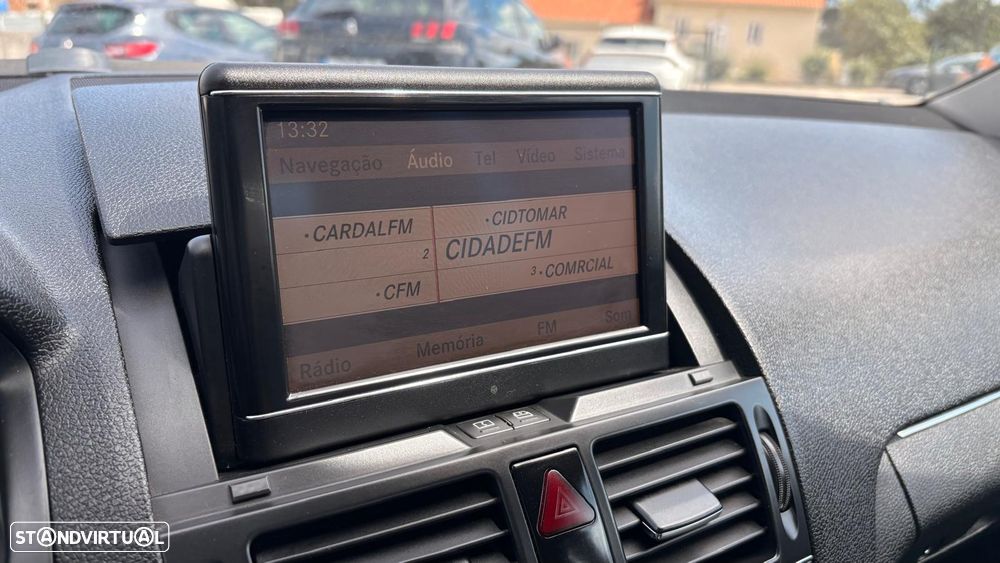 13:32
Navegação Áudio Tel Vídeo Sistema
•CARDALFM •CIDTOMAR
2 CIDADEFM
•CFM 3•COMRCIAL
Rádio Memória FM Som
STANDVIRTUAL